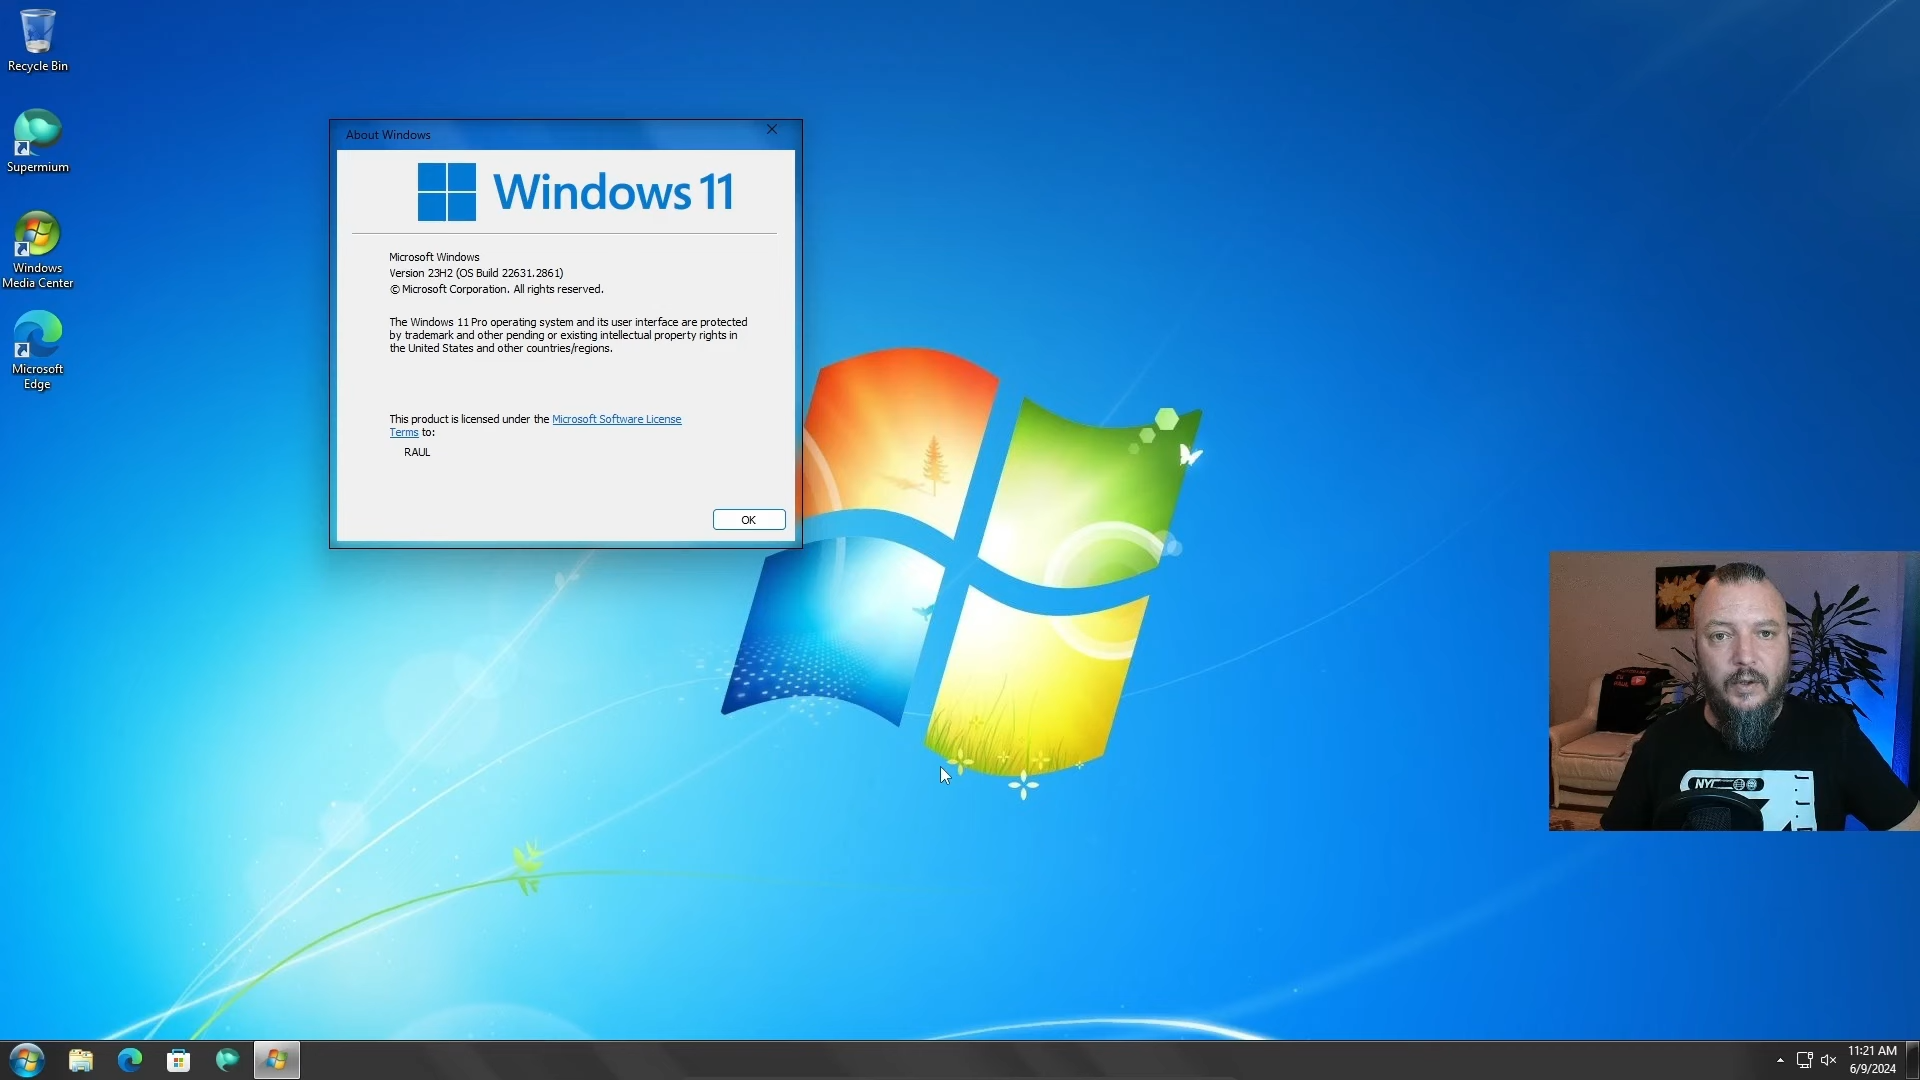 Recycle Bin
Supermium
Windows
Media Center
Microsoft
Edge
About Windows
Windows 11
Microsoft Windows
Version 23H2 (OS Build 22631.2861)
© Microsoft Corporation. All rights reserved.
The Windows 11 Pro operating system and its user interface are protected
by trademark and other pending or existing intellectual property rights in
the United States and other countries/regions.
This product is licensed under the Microsoft Software License
Terms to:
RAUL
OK
NYC
11:21 AM
6/9/2024